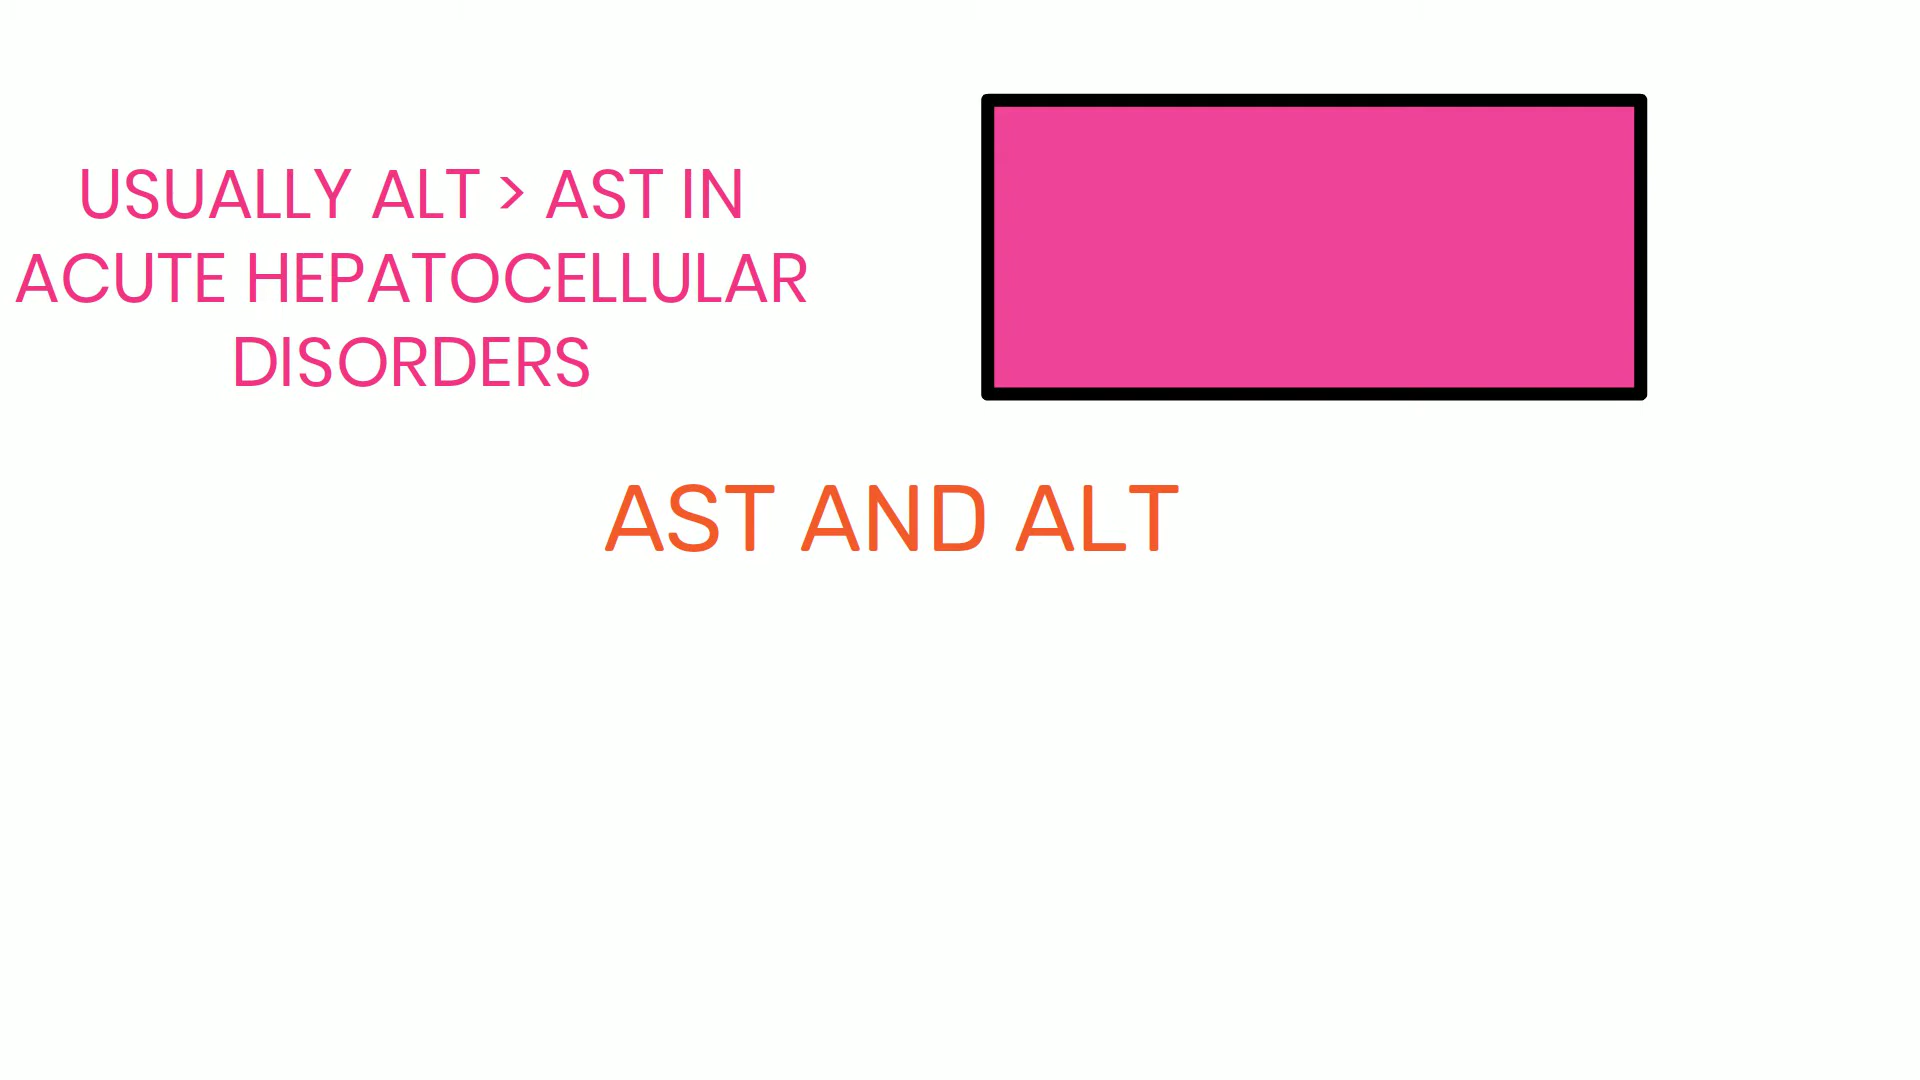 USUALLY ALT > AST IN
ACUTE HEPATOCELLULAR
DISORDERS
AST AND ALT